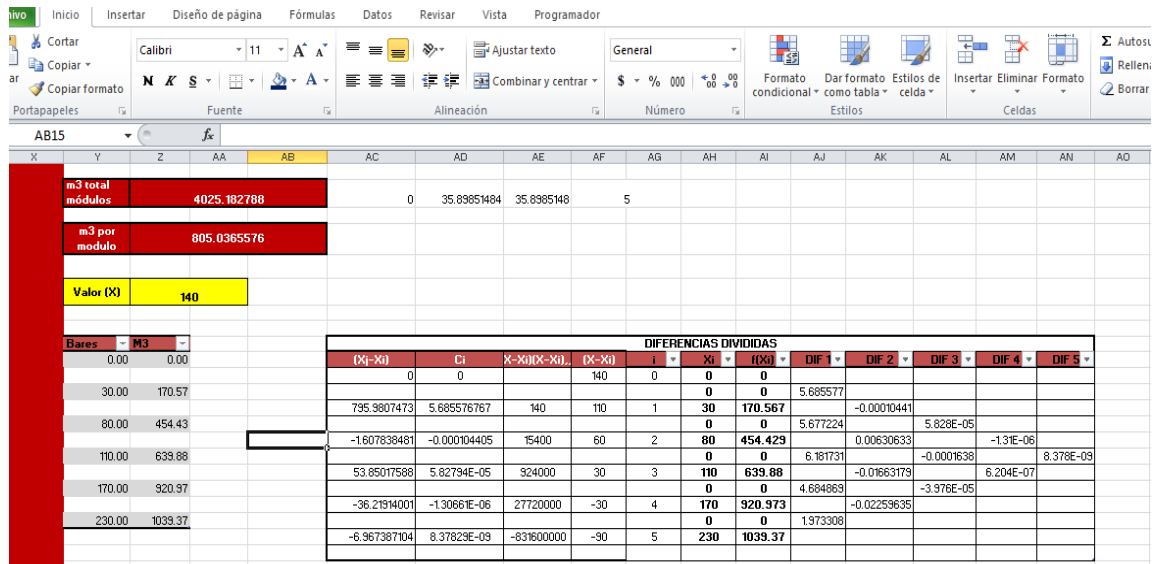 Inicio Insertar Diseño de página Fórmulas Datos Revisar Vista Programador
Cortar
Copiar
Copiar formato
Portapapeles
Calibri 11 A A
N K S A
Fuente
Ajustar texto
Combinar y centrar
Alineación
General
$ % 000
Número
Formato condicional
Dar formato como tabla
Estilos de celda
Estilos
Insertar Eliminar Formato
Celdas
Σ
Borrar
AB15 fx
X Y Z AA AB AC AD AE AF AG AH AI AJ AK AL AM AN AO
m3 total módulos 4025.182788 0 35.89851484 35.8985148 5
m3 por modulo 805.0365576
Valor (X) 140
Bares M3
0.00 0.00
30.00 170.57
80.00 454.43
110.00 639.88
170.00 920.97
230.00 1039.37
DIFERENCIAS DIVIDIDAS
(Xj-Xi) Ci X-Xi)(X-Xi),, (X-Xi) i Xi f(Xi) DIF 1 DIF 2 DIF 3 DIF 4 DIF 5
0 0 140 0 0 0
0 0 5.685577
795.9807473 5.685576767 140 110 1 30 170.567 -0.00010441
0 0 5.677224 5.828E-05
-1.607838481 -0.000104405 15400 60 2 80 454.429 0.00630633 -1.31E-06
0 0 6.181731 -0.0001638 8.378E-09
53.85017588 5.82794E-05 924000 30 3 110 639.88 -0.01663179 6.204E-07
0 0 4.684869 -3.976E-05
-36.21914001 -1.30661E-06 27720000 -30 4 170 920.973 -0.02259635
0 0 1.973308
-6.967387104 8.37829E-09 -831600000 -90 5 230 1039.37